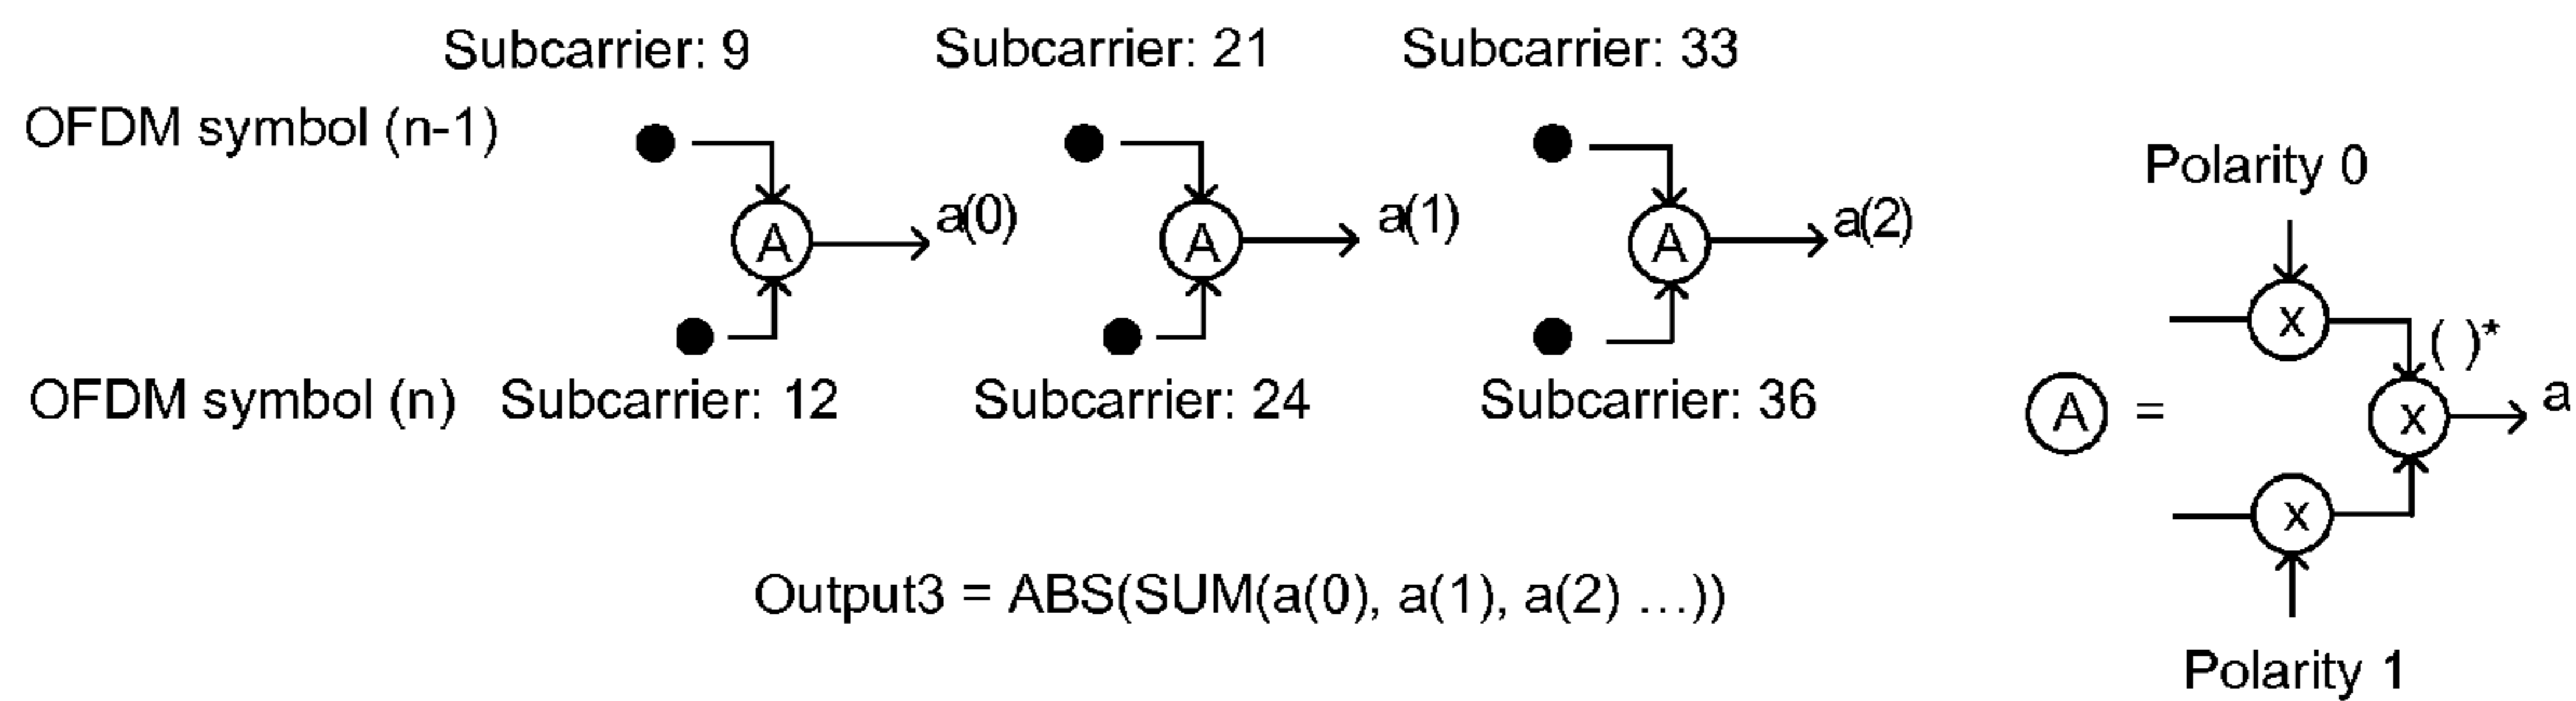 Subcarrier: 9 Subcarrier: 21 Subcarrier: 33
OFDM symbol (n-1)
Polarity 0
A a(0) A a(1) A a(2)
x ( )*
OFDM symbol (n) Subcarrier: 12 Subcarrier: 24 Subcarrier: 36
A = x a
x
Output3 = ABS(SUM(a(0), a(1), a(2) ...))
Polarity 1